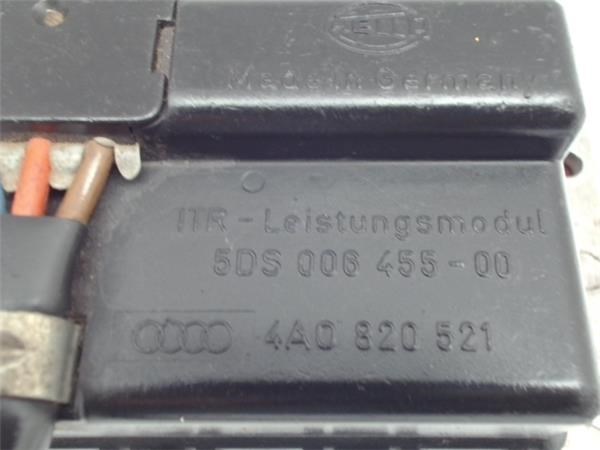 HELLA
Made in Germany
ITR - Leistungsmodul
5DS 006 455-00
4A0 820 521